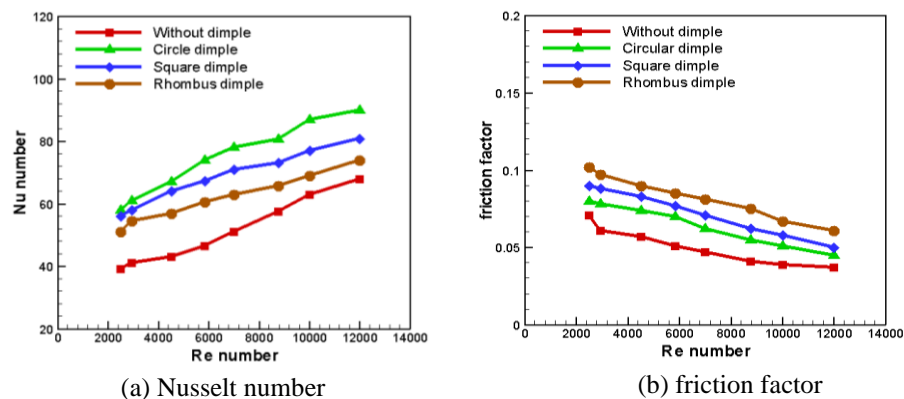 120
100
80
60
40
20
Nu number
Without dimple
Circle dimple
Square dimple
Rhombus dimple
0 2000 4000 6000 8000 10000 12000 14000
Re number
(a) Nusselt number
0.2
0.15
0.1
0.05
0
friction factor
Without dimple
Circular dimple
Square dimple
Rhombus dimple
0 2000 4000 6000 8000 10000 12000 14000
Re number
(b) friction factor